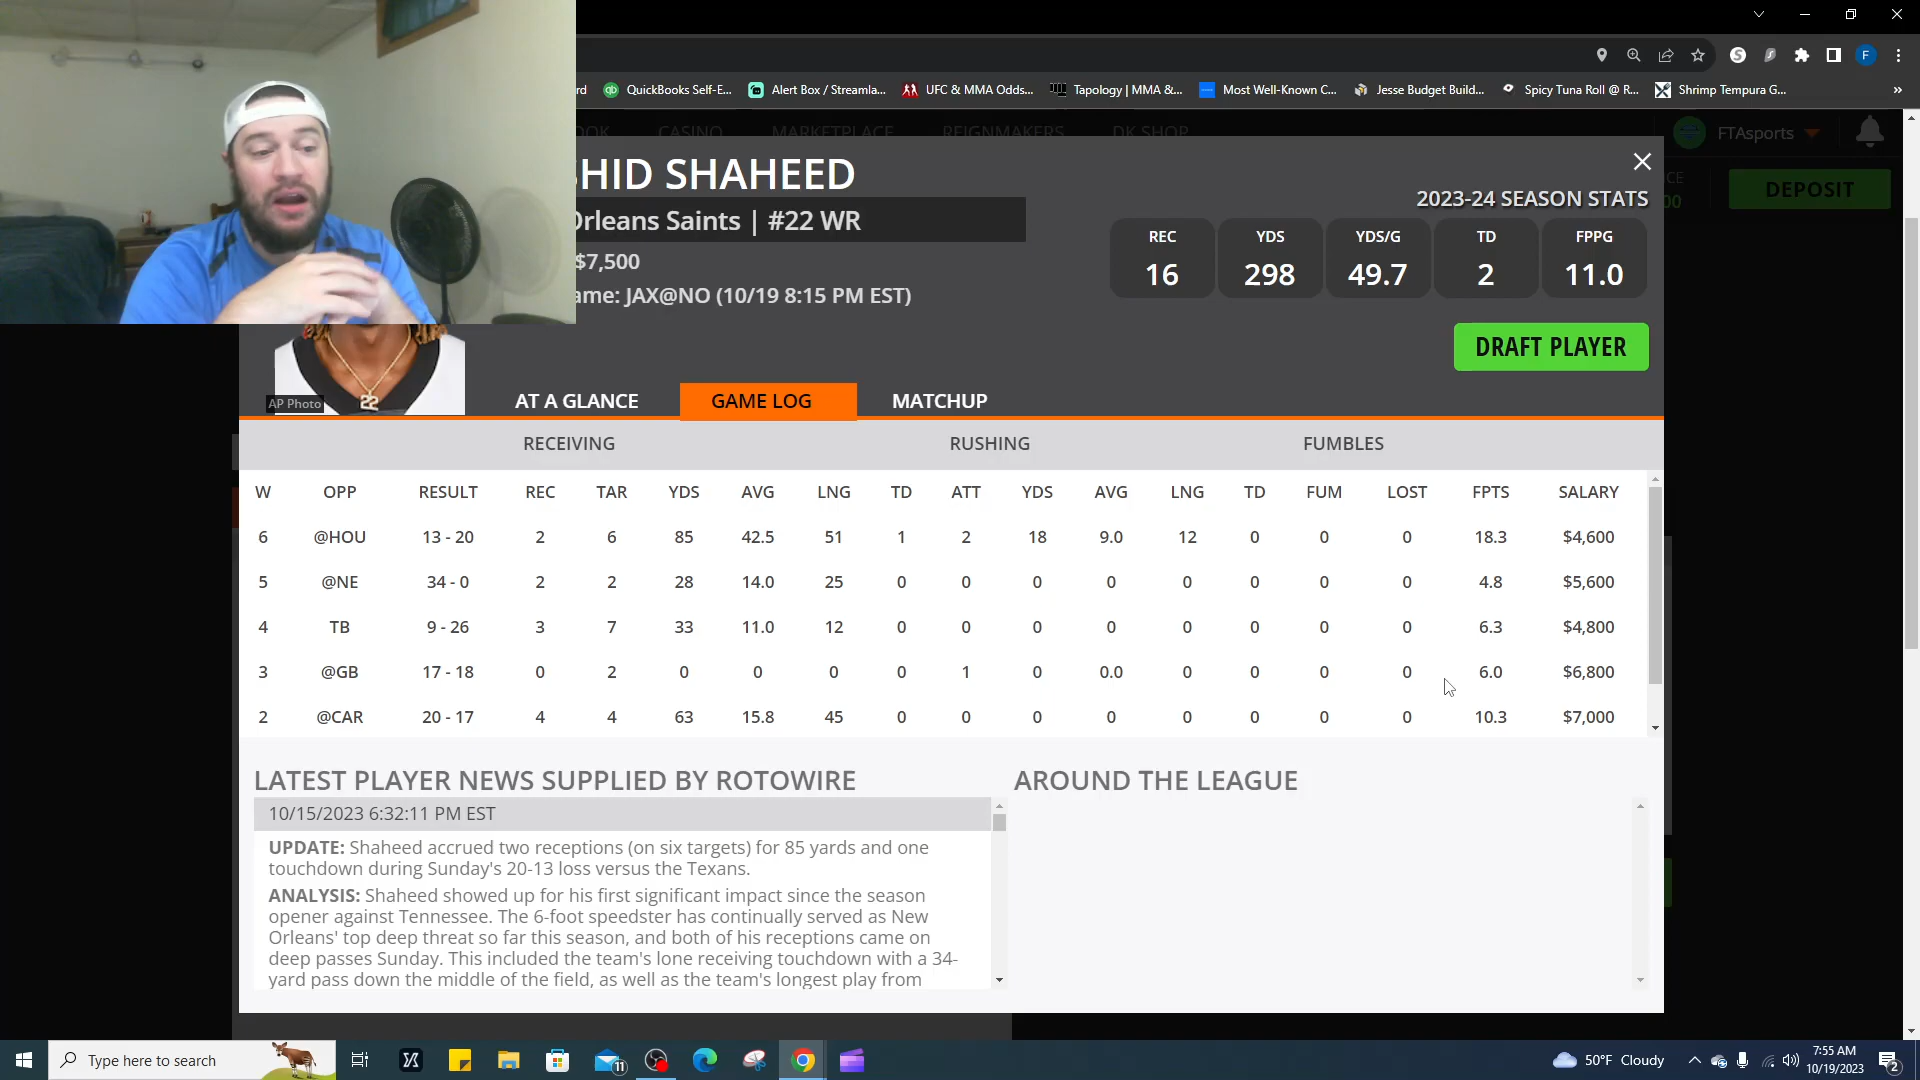 rd QuickBooks Self-E... Alert Box / Streamla... UFC & MMA Odds... Tapology | MMA &... Most Well-Known C... Jesse Budget Build... Spicy Tuna Roll @ R... Shrimp Tempura G... »
OOK CASINO MARKETPLACE REIGNMAKERS DK SHOP FTAsports
HID SHAHEED
Orleans Saints | #22 WR
$7,500
ame: JAX@NO (10/19 8:15 PM EST)
2023-24 SEASON STATS
REC YDS YDS/G TD FPPG
16 298 49.7 2 11.0
CE
00
DEPOSIT
DRAFT PLAYER
22
AP Photo
AT A GLANCE GAME LOG MATCHUP
RECEIVING RUSHING FUMBLES
W OPP RESULT REC TAR YDS AVG LNG TD ATT YDS AVG LNG TD FUM LOST FPTS SALARY
6 @HOU 13 - 20 2 6 85 42.5 51 1 2 18 9.0 12 0 0 0 18.3 $4,600
5 @NE 34 - 0 2 2 28 14.0 25 0 0 0 0 0 0 0 0 4.8 $5,600
4 TB 9 - 26 3 7 33 11.0 12 0 0 0 0 0 0 0 0 6.3 $4,800
3 @GB 17 - 18 0 2 0 0 0 0 1 0 0.0 0 0 0 0 6.0 $6,800
2 @CAR 20 - 17 4 4 63 15.8 45 0 0 0 0 0 0 0 0 10.3 $7,000
LATEST PLAYER NEWS SUPPLIED BY ROTOWIRE
10/15/2023 6:32:11 PM EST
UPDATE: Shaheed accrued two receptions (on six targets) for 85 yards and one
touchdown during Sunday's 20-13 loss versus the Texans.
ANALYSIS: Shaheed showed up for his first significant impact since the season
opener against Tennessee. The 6-foot speedster has continually served as New
Orleans' top deep threat so far this season, and both of his receptions came on
deep passes Sunday. This included the team's lone receiving touchdown with a 34-
yard pass down the middle of the field, as well as the team's longest play from
AROUND THE LEAGUE
Type here to search
11
50°F Cloudy
7:55 AM
10/19/2023
2